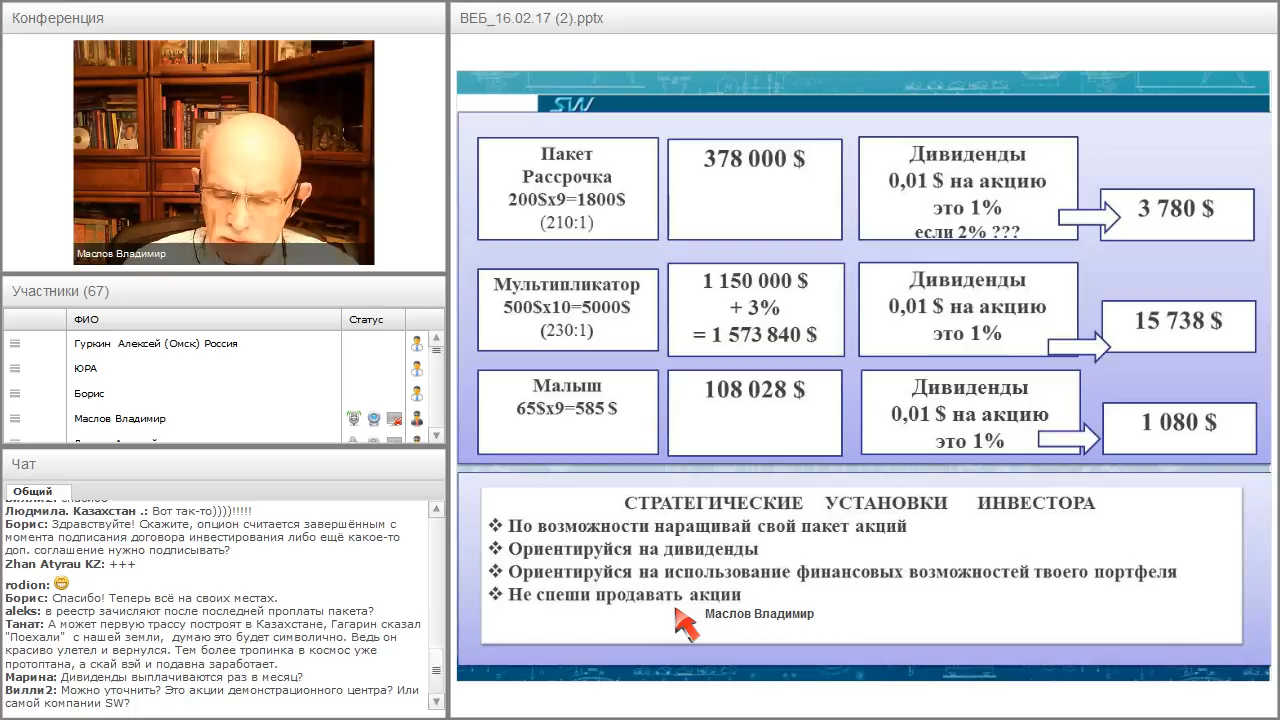 Конференция
Маслов Владимир
Участники (67)
ФИО
Статус
Гуркин Алексей (Омск) Россия
ЮРА
Борис
Маслов Владимир
Чат
Общий
Вилли2: спасибо
Людмила. Казахстан .: Вот так-то))))!!!!!
Борис: Здравствуйте! Скажите, опцион считается завершённым с
момента подписания договора инвестирования либо ещё какое-то
доп. соглашение нужно подписывать?
Zhan Atyrau KZ: +++
rodion:
Борис: Спасибо! Теперь всё на своих местах.
aleks: в реестр зачисляют после последней проплаты пакета?
Танат: А может первую трассу построят в Казахстане, Гагарин сказал
"Поехали" с нашей земли, думаю это будет символично. Ведь он
красиво улетел и вернулся. Тем более тропинка в космос уже
протоптана, а скай вэй и подавна заработает.
Марина: Дивиденды выплачиваются раз в месяц?
Вилли2: Можно уточнить? Это акции демонстрационного центра? Или
самой компании SW?
ВЕБ_16.02.17 (2).pptx
SW
Пакет
Рассрочка
200$х9=1800$
(210:1)
378 000 $
Дивиденды
0,01 $ на акцию
это 1%
если 2% ???
3 780 $
Мультипликатор
500$х10=5000$
(230:1)
1 150 000 $
+ 3%
= 1 573 840 $
Дивиденды
0,01 $ на акцию
это 1%
15 738 $
Малыш
65$х9=585 $
108 028 $
Дивиденды
0,01 $ на акцию
это 1%
1 080 $
СТРАТЕГИЧЕСКИЕ УСТАНОВКИ ИНВЕСТОРА
❖ По возможности наращивай свой пакет акций
❖ Ориентируйся на дивиденды
❖ Ориентируйся на использование финансовых возможностей твоего портфеля
❖ Не спеши продавать акции
Маслов Владимир